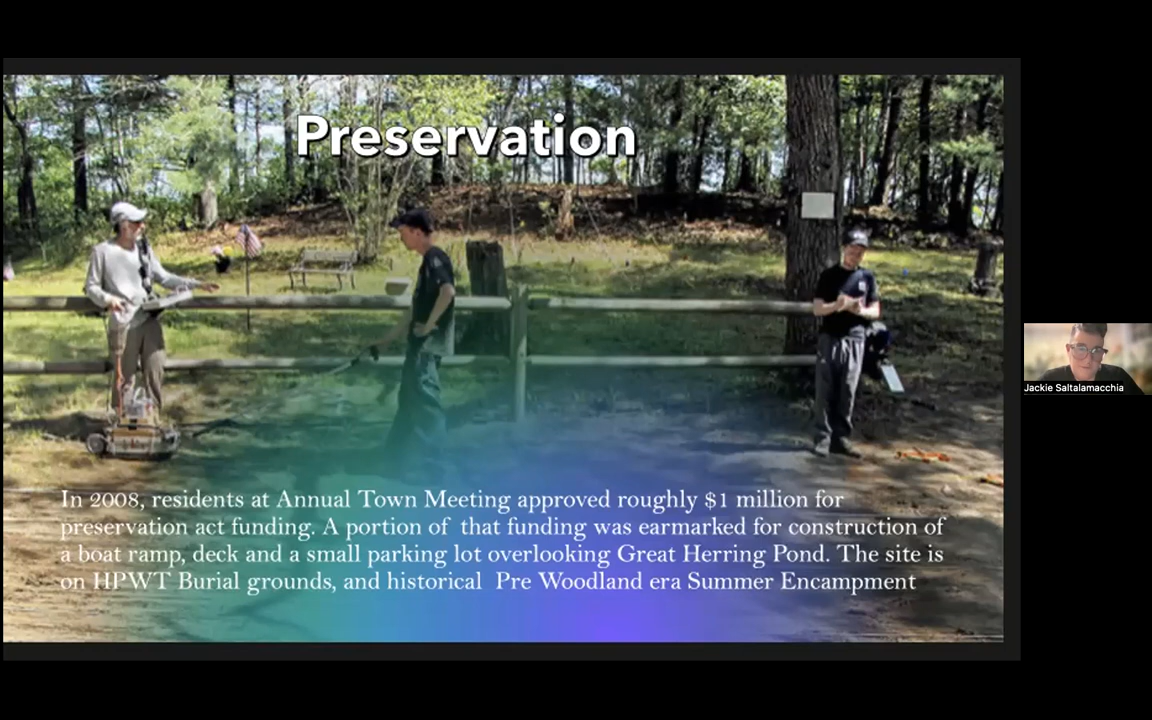 Preservation
In 2008, residents at Annual Town Meeting approved roughly $1 million for
preservation act funding. A portion of  that funding was earmarked for construction of
a boat ramp, deck and a small parking lot overlooking Great Herring Pond. The site is
on HPWT Burial grounds, and historical  Pre Woodland era Summer Encampment
Jackie Saltalamacchia